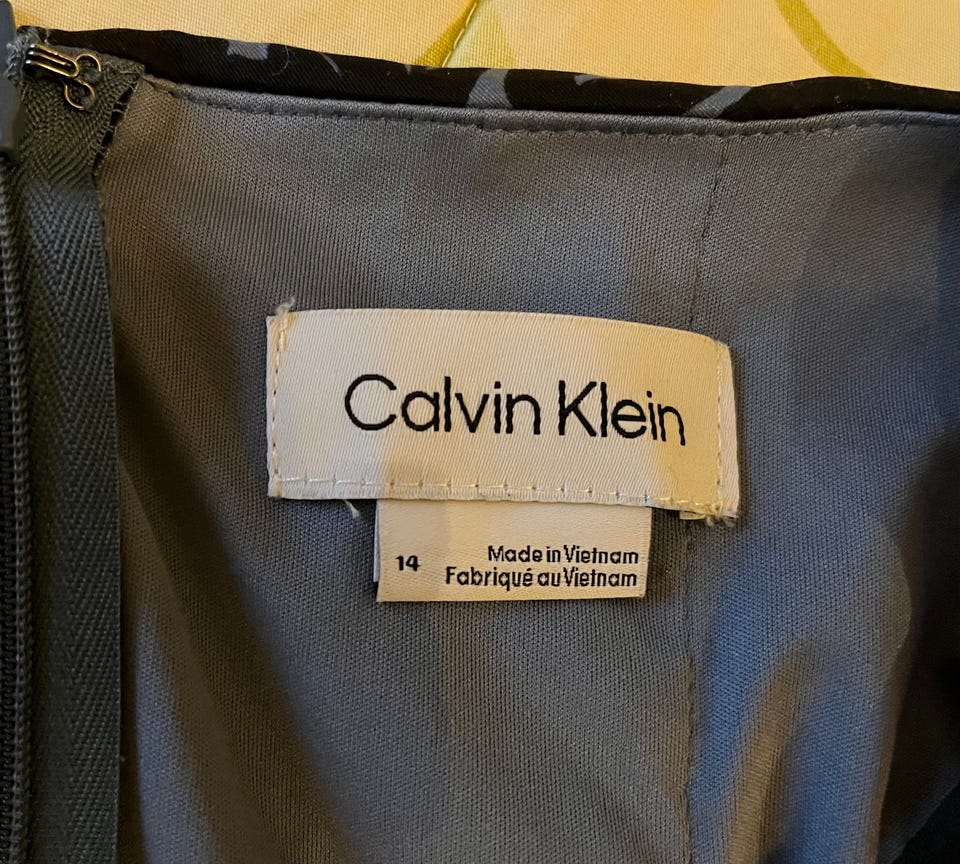 Calvin Klein
14
Made in Vietnam
Fabriqué au Vietnam